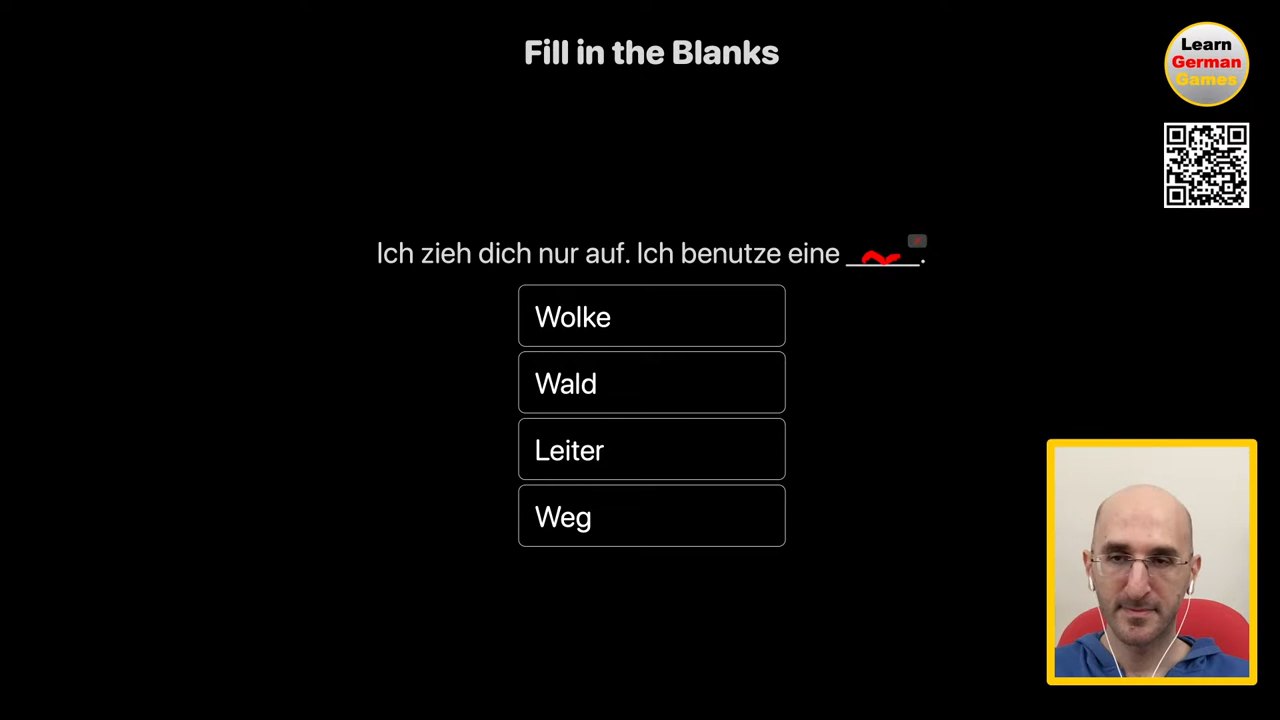 Fill in the Blanks
Learn
German
Games
Ich zieh dich nur auf. Ich benutze eine _____.
Wolke
Wald
Leiter
Weg